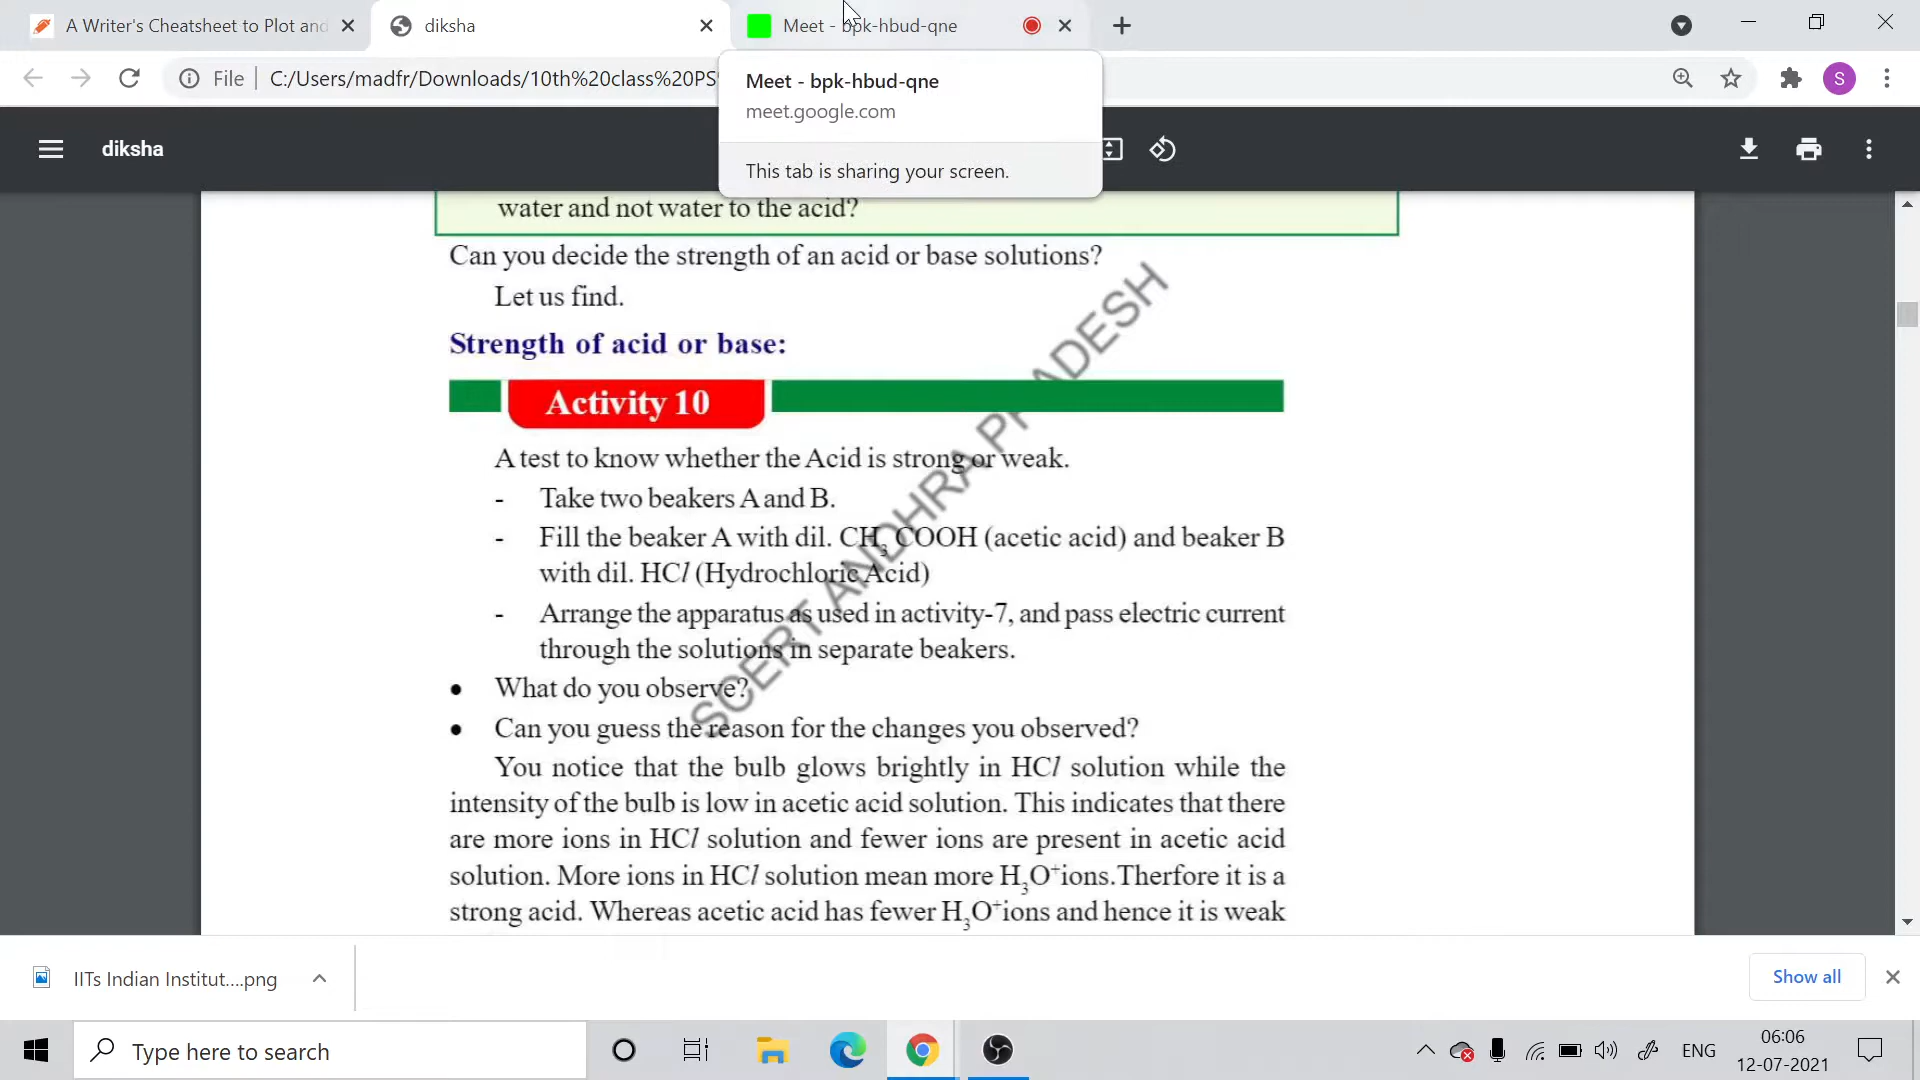 A Writer's Cheatsheet to Plot and
diksha
Meet - bpk-hbud-qne
File
C:/Users/madfr/Downloads/10th%20class%20PS
Meet - bpk-hbud-qne
meet.google.com
This tab is sharing your screen.
S
diksha
water and not water to the acid?
Can you decide the strength of an acid or base solutions?
Let us find.
Strength of acid or base:
Activity 10
A test to know whether the Acid is strong or weak.
- Take two beakers A and B.
- Fill the beaker A with dil. CH₃COOH (acetic acid) and beaker B
with dil. HCl (Hydrochloric Acid)
- Arrange the apparatus as used in activity-7, and pass electric current
through the solutions in separate beakers.
• What do you observe?
• Can you guess the reason for the changes you observed?
You notice that the bulb glows brightly in HCl solution while the
intensity of the bulb is low in acetic acid solution. This indicates that there
are more ions in HCl solution and fewer ions are present in acetic acid
solution. More ions in HCl solution mean more H₃O⁺ions.Therfore it is a
strong acid. Whereas acetic acid has fewer H₃O⁺ions and hence it is weak
SCERT ANDHRA PRADESH
IITs Indian Institut....png
Show all
Type here to search
ENG
06:06
12-07-2021